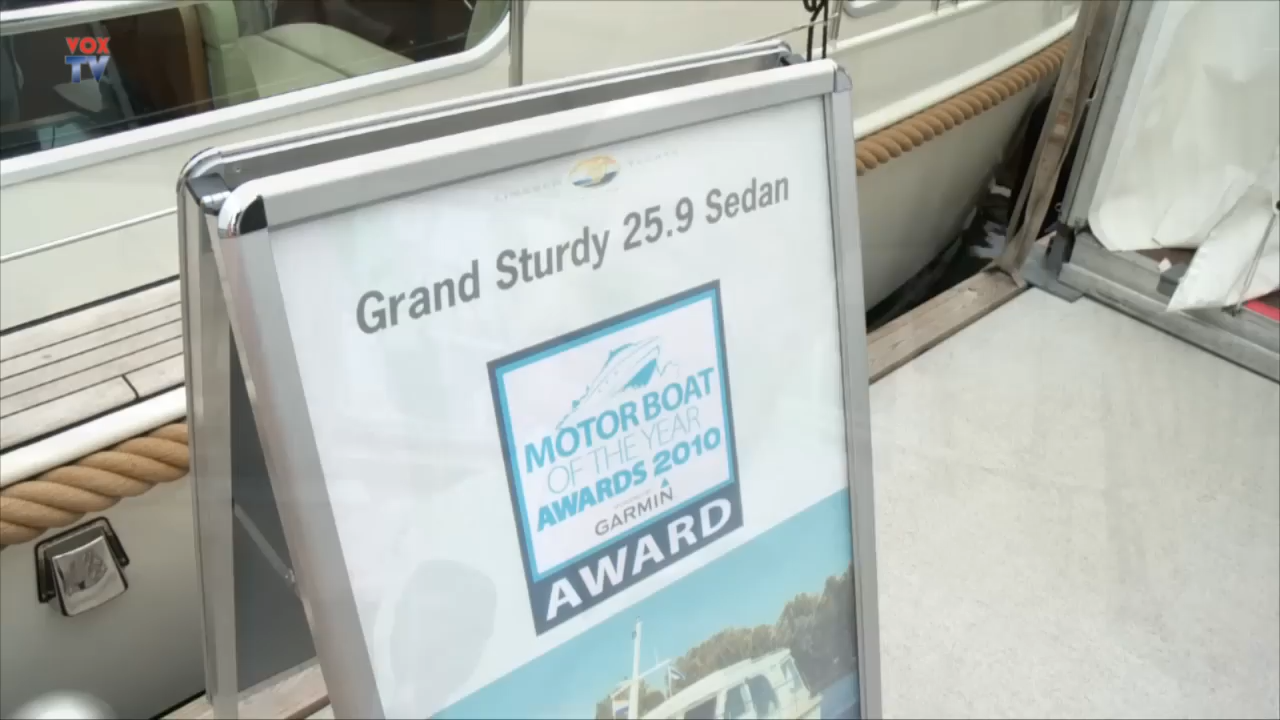 VOX
TV
Grand Sturdy 25.9 Sedan
MOTOR BOAT
OF THE YEAR
AWARDS 2010
GARMIN
AWARD